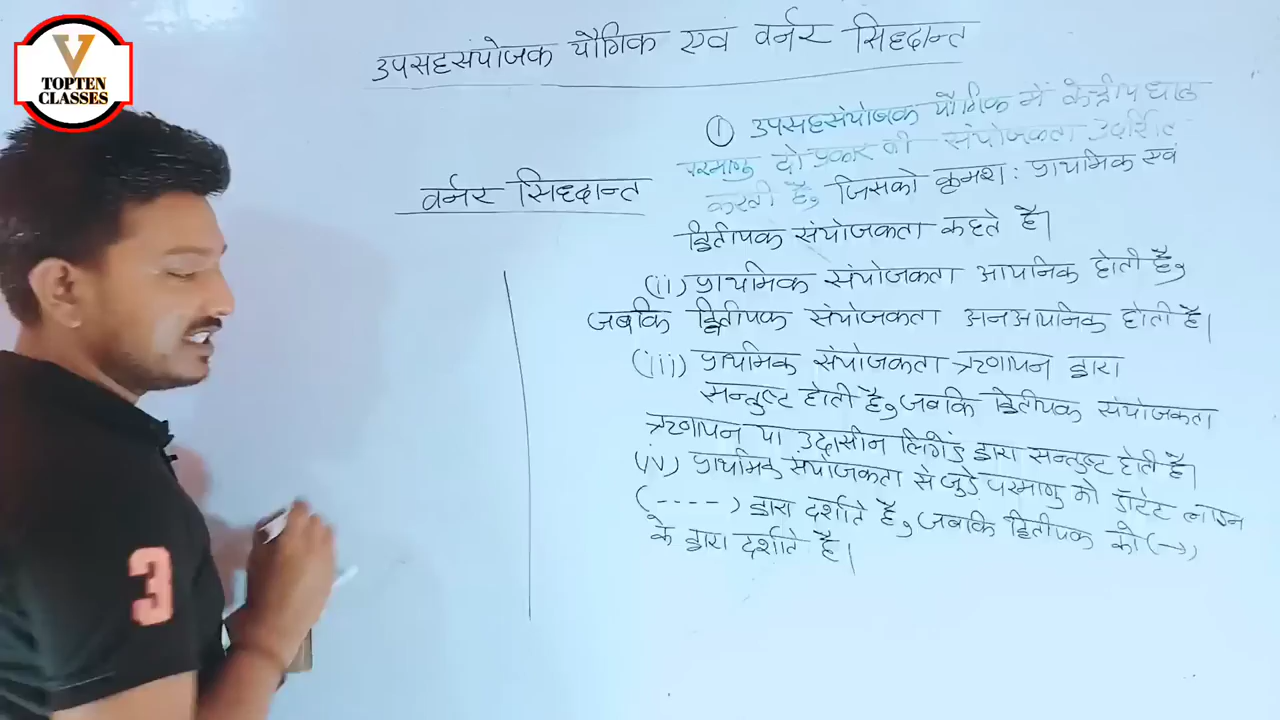 TOPTEN
CLASSES
उपसहसंयोजक यौगिक एवं वर्नर सिद्धान्त
वर्नर सिद्धान्त
① उपसहसंयोजक यौगिक में केन्द्रीय धातु
परमाणु दो प्रकार की संयोजकता प्रदर्शित
करती है, जिसको क्रमश: प्राथमिक एवं
द्वितीयक संयोजकता कहते है।
(ii) प्राथमिक संयोजकता आयनिक होती है,
जबकि द्वितीयक संयोजकता अनआयनिक होती है।
(iii) प्राथमिक संयोजकता ऋणायन द्वारा
सन्तुष्ट होती है, जबकि द्वितीयक संयोजकता
ऋणायन या उदासीन लिगेंड द्वारा सन्तुष्ट होती है।
(iv) प्राथमिक संयोजकता से जुड़े परमाणु को डॉटेट लाइन
(----) द्वारा दर्शाते है, जबकि द्वितीयक को (→)
के द्वारा दर्शाते है।
3